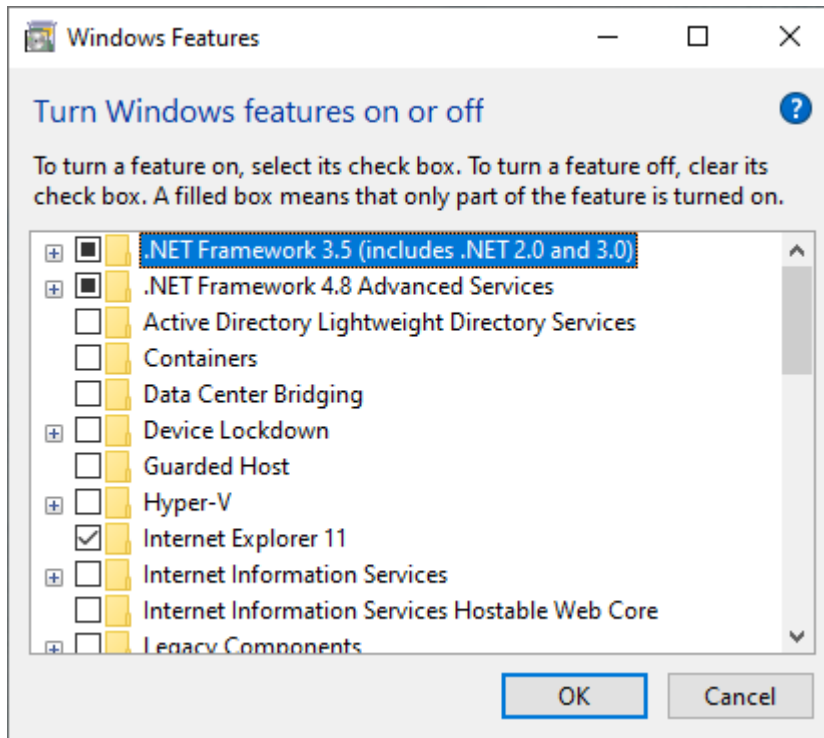 Windows Features
Turn Windows features on or off
?
To turn a feature on, select its check box. To turn a feature off, clear its
check box. A filled box means that only part of the feature is turned on.
.NET Framework 3.5 (includes .NET 2.0 and 3.0)
.NET Framework 4.8 Advanced Services
Active Directory Lightweight Directory Services
Containers
Data Center Bridging
Device Lockdown
Guarded Host
Hyper-V
Internet Explorer 11
Internet Information Services
Internet Information Services Hostable Web Core
Legacy Components
OK Cancel